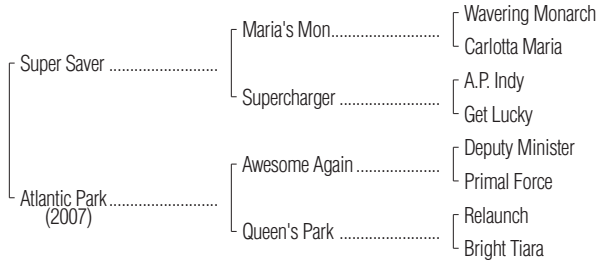 Wavering Monarch
Maria's Mon
Carlotta Maria
Super Saver
A.P. Indy
Supercharger
Get Lucky
Deputy Minister
Awesome Again
Primal Force
Atlantic Park
(2007)
Relaunch
Queen's Park
Bright Tiara